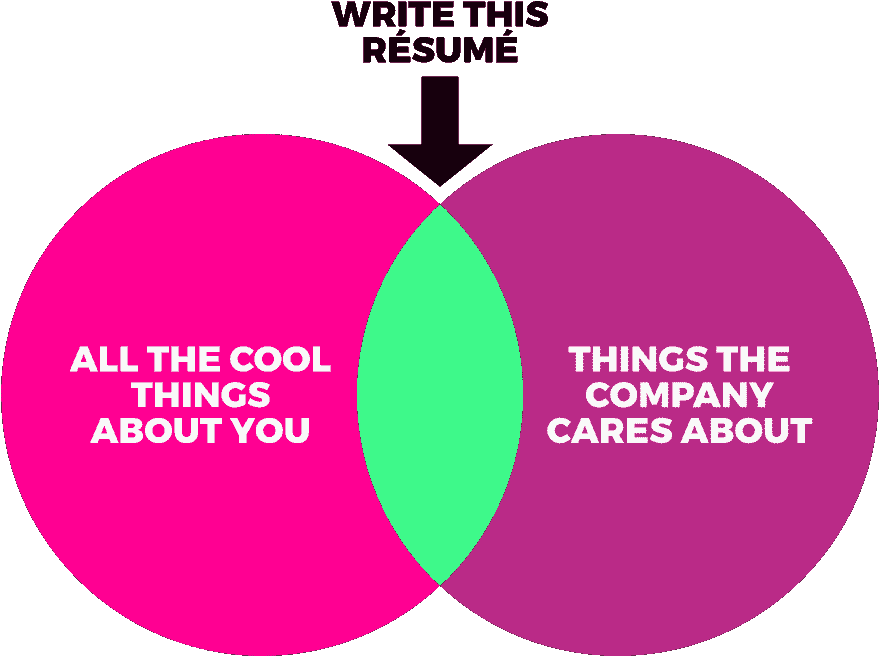 WRITE THIS
RÉSUMÉ
ALL THE COOL
THINGS
ABOUT YOU
THINGS THE
COMPANY
CARES ABOUT